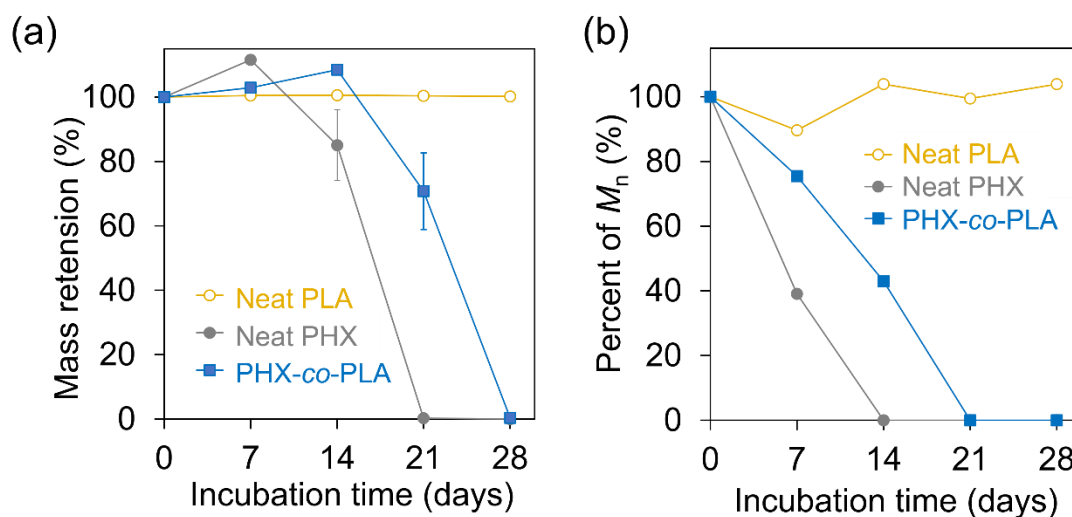 (a)
Mass retension (%)
100
80
60
40
20
0
Neat PLA
Neat PHX
PHX-co-PLA
0 7 14 21 28
Incubation time (days)
(b)
Percent of Mn (%)
100
80
60
40
20
0
Neat PLA
Neat PHX
PHX-co-PLA
0 7 14 21 28
Incubation time (days)